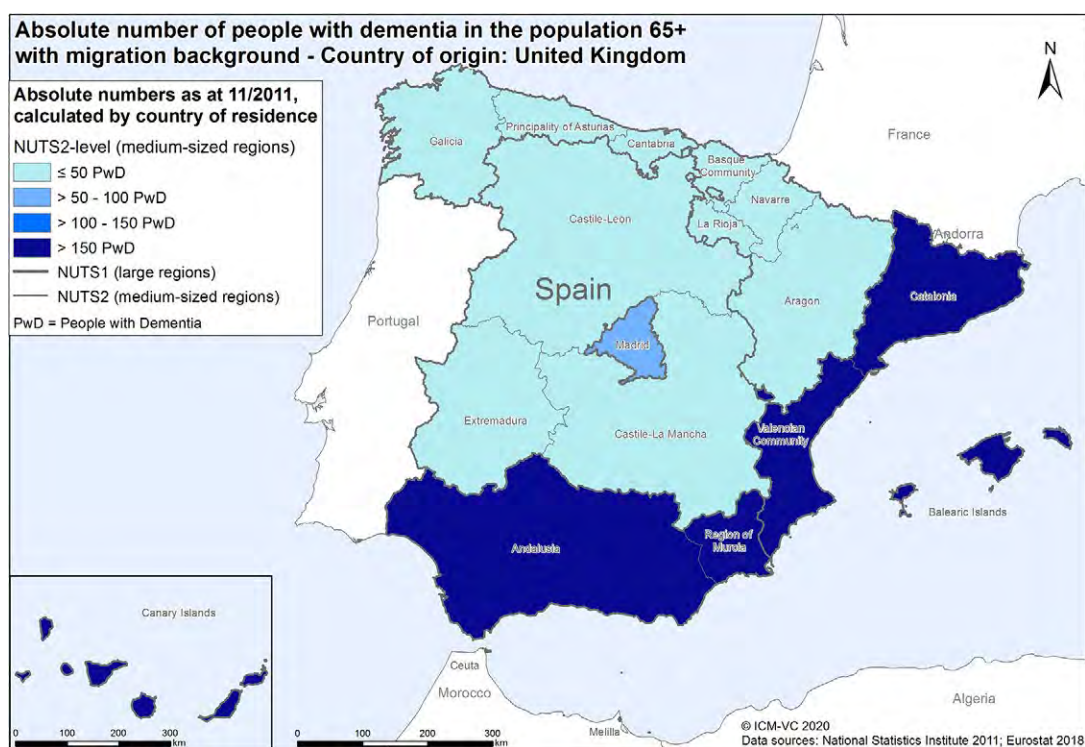 Absolute number of people with dementia in the population 65+
with migration background - Country of origin: United Kingdom
N
Absolute numbers as at 11/2011,
calculated by country of residence
NUTS2-level (medium-sized regions)
≤ 50 PwD
> 50 - 100 PwD
> 100 - 150 PwD
> 150 PwD
NUTS1 (large regions)
NUTS2 (medium-sized regions)
PwD = People with Dementia
France
Galicia
Principality of Asturias
Cantabria
Basque
Community
Navarre
Castile-León
La Rioja
Andorra
Catalonia
Spain
Aragon
Portugal
Madrid
Extremadura
Castile-La Mancha
Valencian
Community
Balearic Islands
Andalusia
Region of
Murcia
Canary Islands
0 100 200 300
km
Ceuta
Morocco
Melilla
Algeria
0 100 200 300
km
© ICM-VC 2020
Data sources: National Statistics Institute 2011; Eurostat 2018